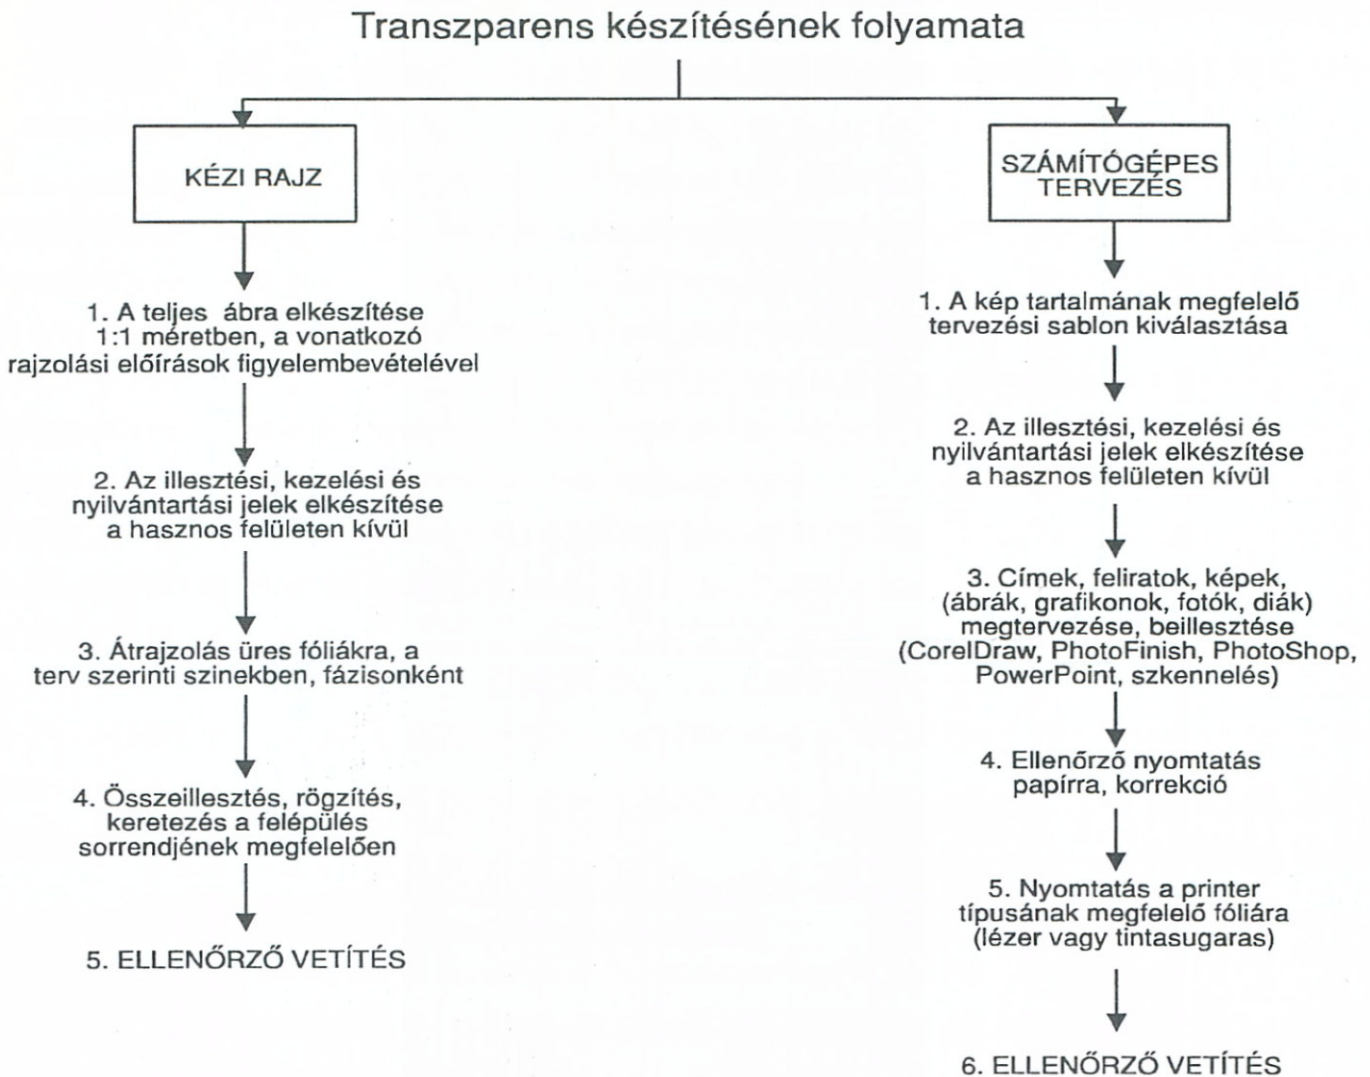 Transzparens készítésének folyamata
KÉZI RAJZ
1. A teljes ábra elkészítése
1:1 méretben, a vonatkozó
rajzolási előírások figyelembevételével
2. Az illesztési, kezelési és
nyilvántartási jelek elkészítése
a hasznos felületen kívül
3. Átrajzolás üres fóliákra, a
terv szerinti szinekben, fázisonként
4. Összeillesztés, rögzítés,
keretezés a felépülés
sorrendjének megfelelően
5. ELLENŐRZŐ VETÍTÉS
SZÁMÍTÓGÉPES
TERVEZÉS
1. A kép tartalmának megfelelő
tervezési sablon kiválasztása
2. Az illesztési, kezelési és
nyilvántartási jelek elkészítése
a hasznos felületen kívül
3. Címek, feliratok, képek,
(ábrák, grafikonok, fotók, diák)
megtervezése, beillesztése
(CorelDraw, PhotoFinish, PhotoShop,
PowerPoint, szkennelés)
4. Ellenőrző nyomtatás
papírra, korrekció
5. Nyomtatás a printer
típusának megfelelő fóliára
(lézer vagy tintasugaras)
6. ELLENŐRZŐ VETÍTÉS